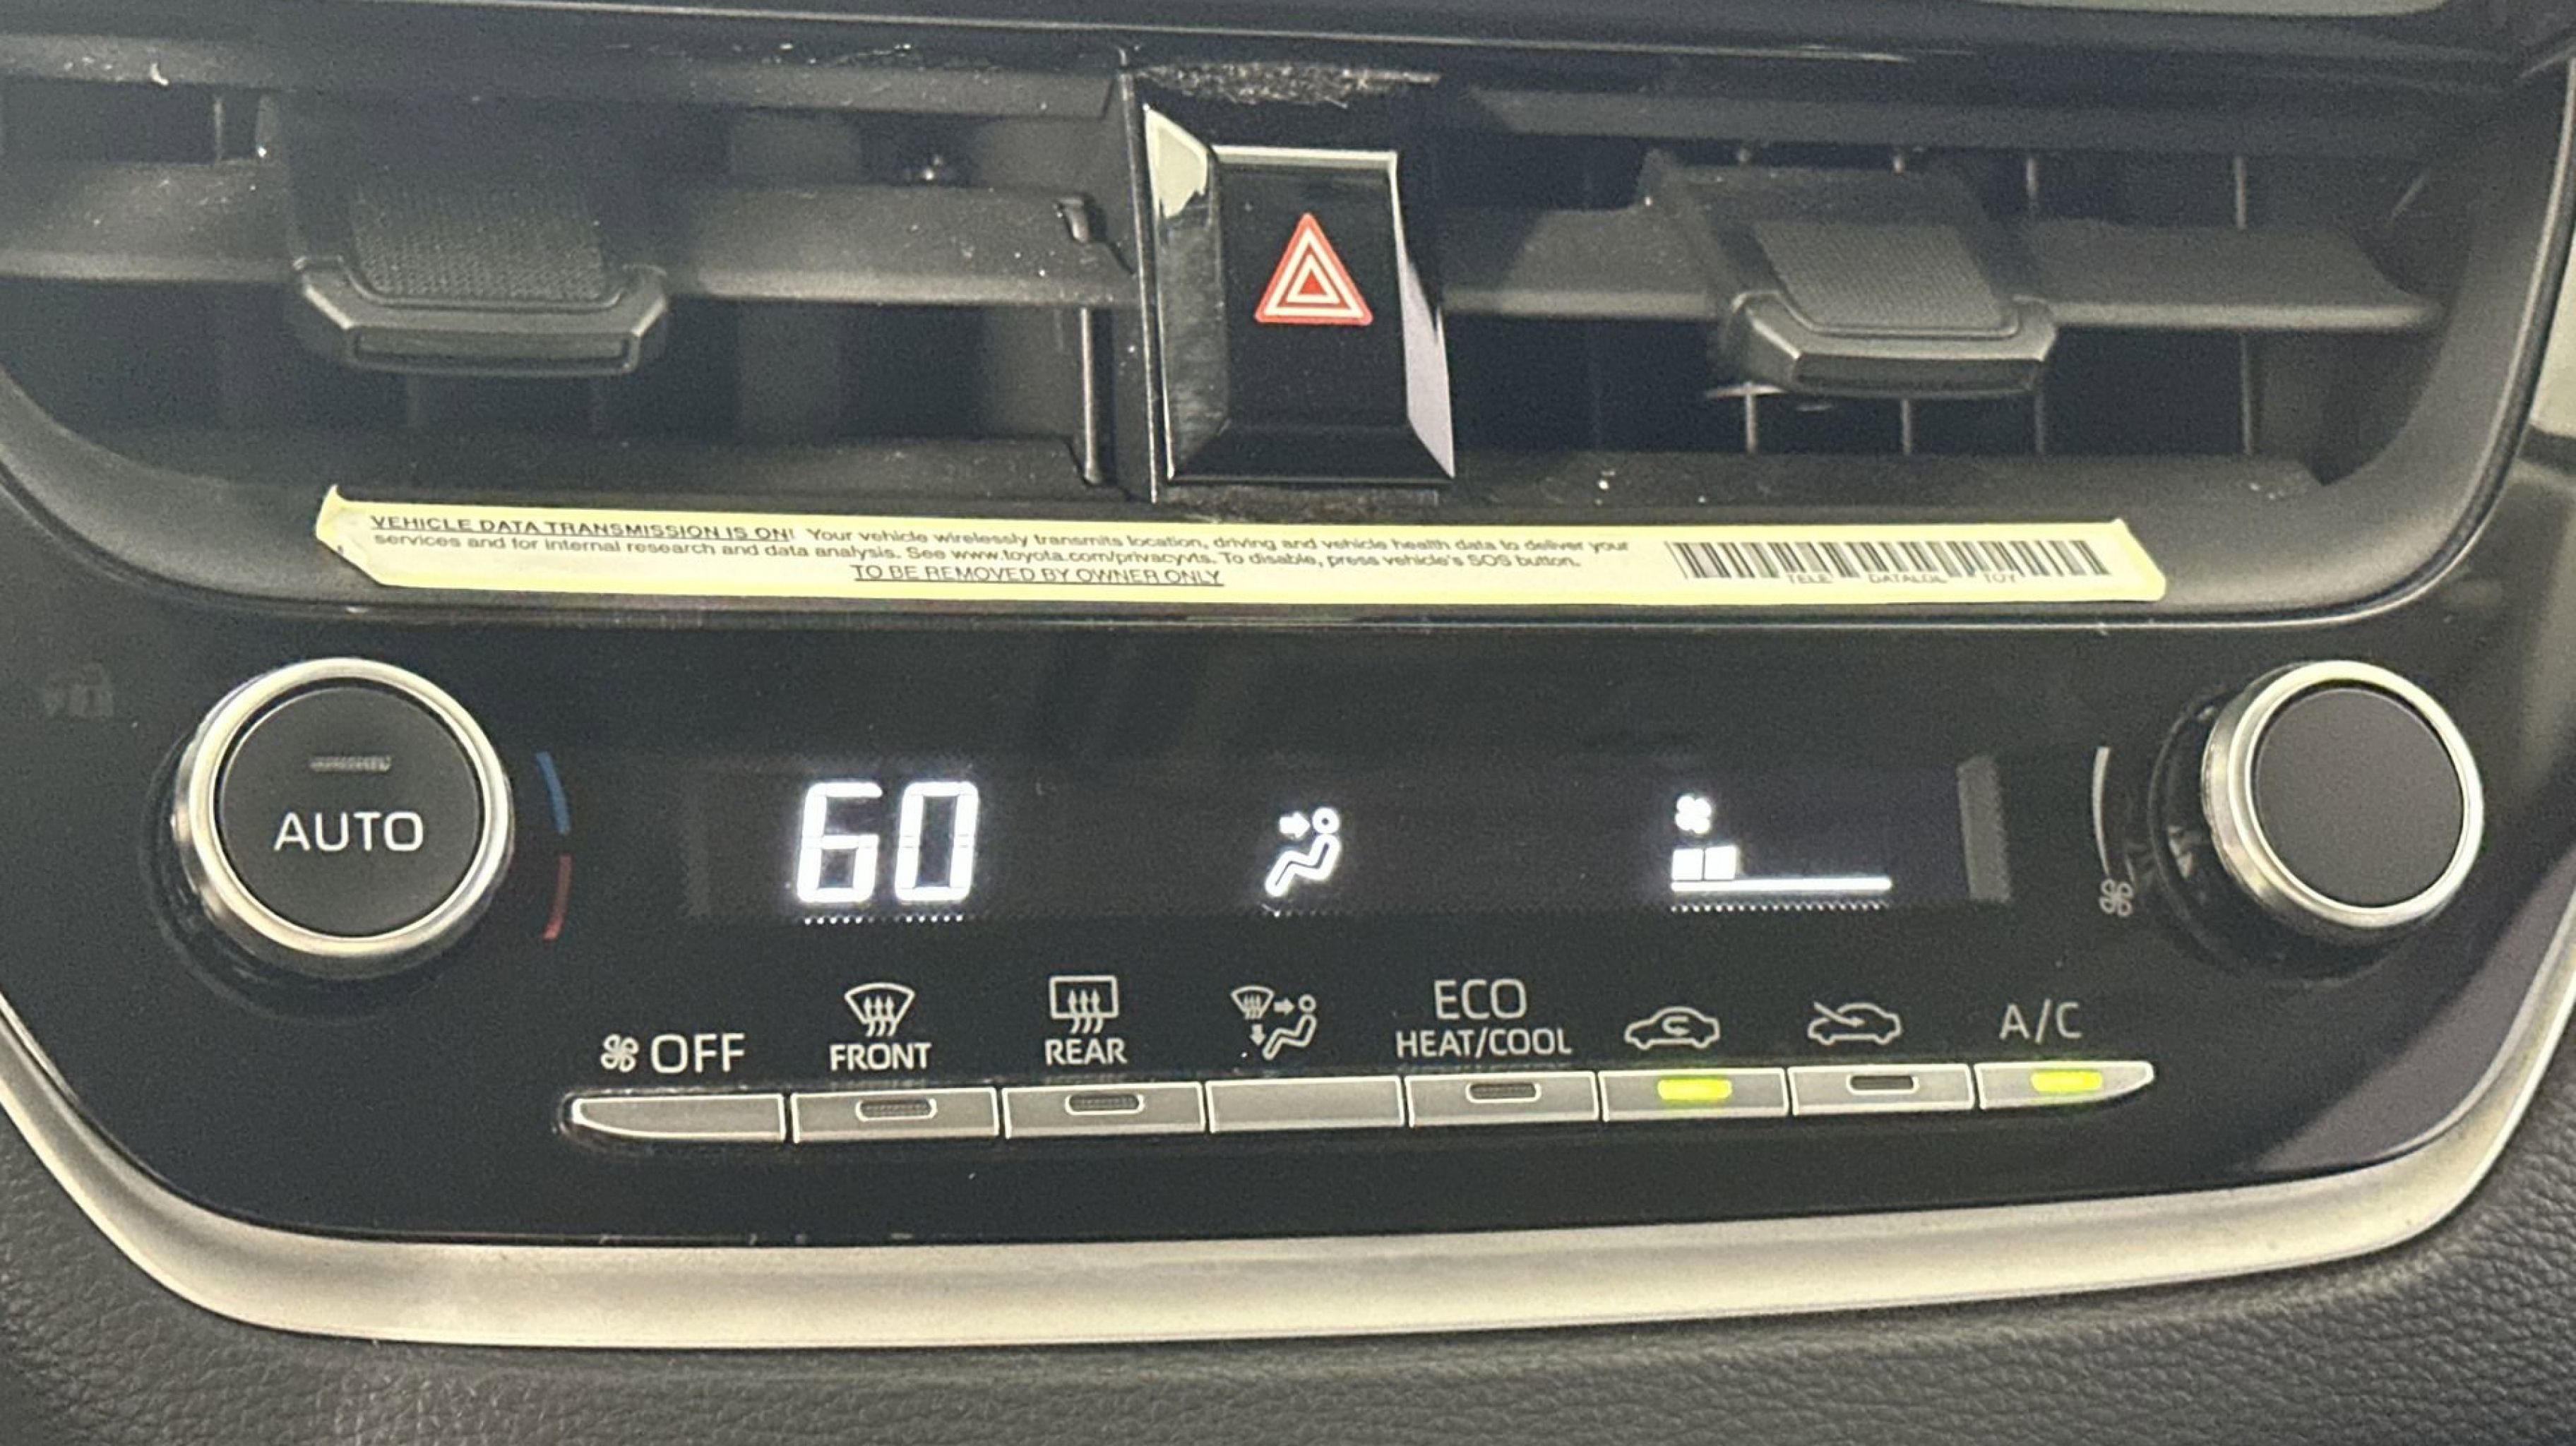 VEHICLE DATA TRANSMISSION IS ON! Your vehicle wirelessly transmits location, driving and vehicle health data to deliver your
services and for internal research and data analysis. See www.toyota.com/privacyvts. To disable, press vehicle's SOS button.
TO BE REMOVED BY OWNER ONLY
TELE DATALBL TOY
AUTO
60
OFF
FRONT
REAR
ECO
HEAT/COOL
A/C